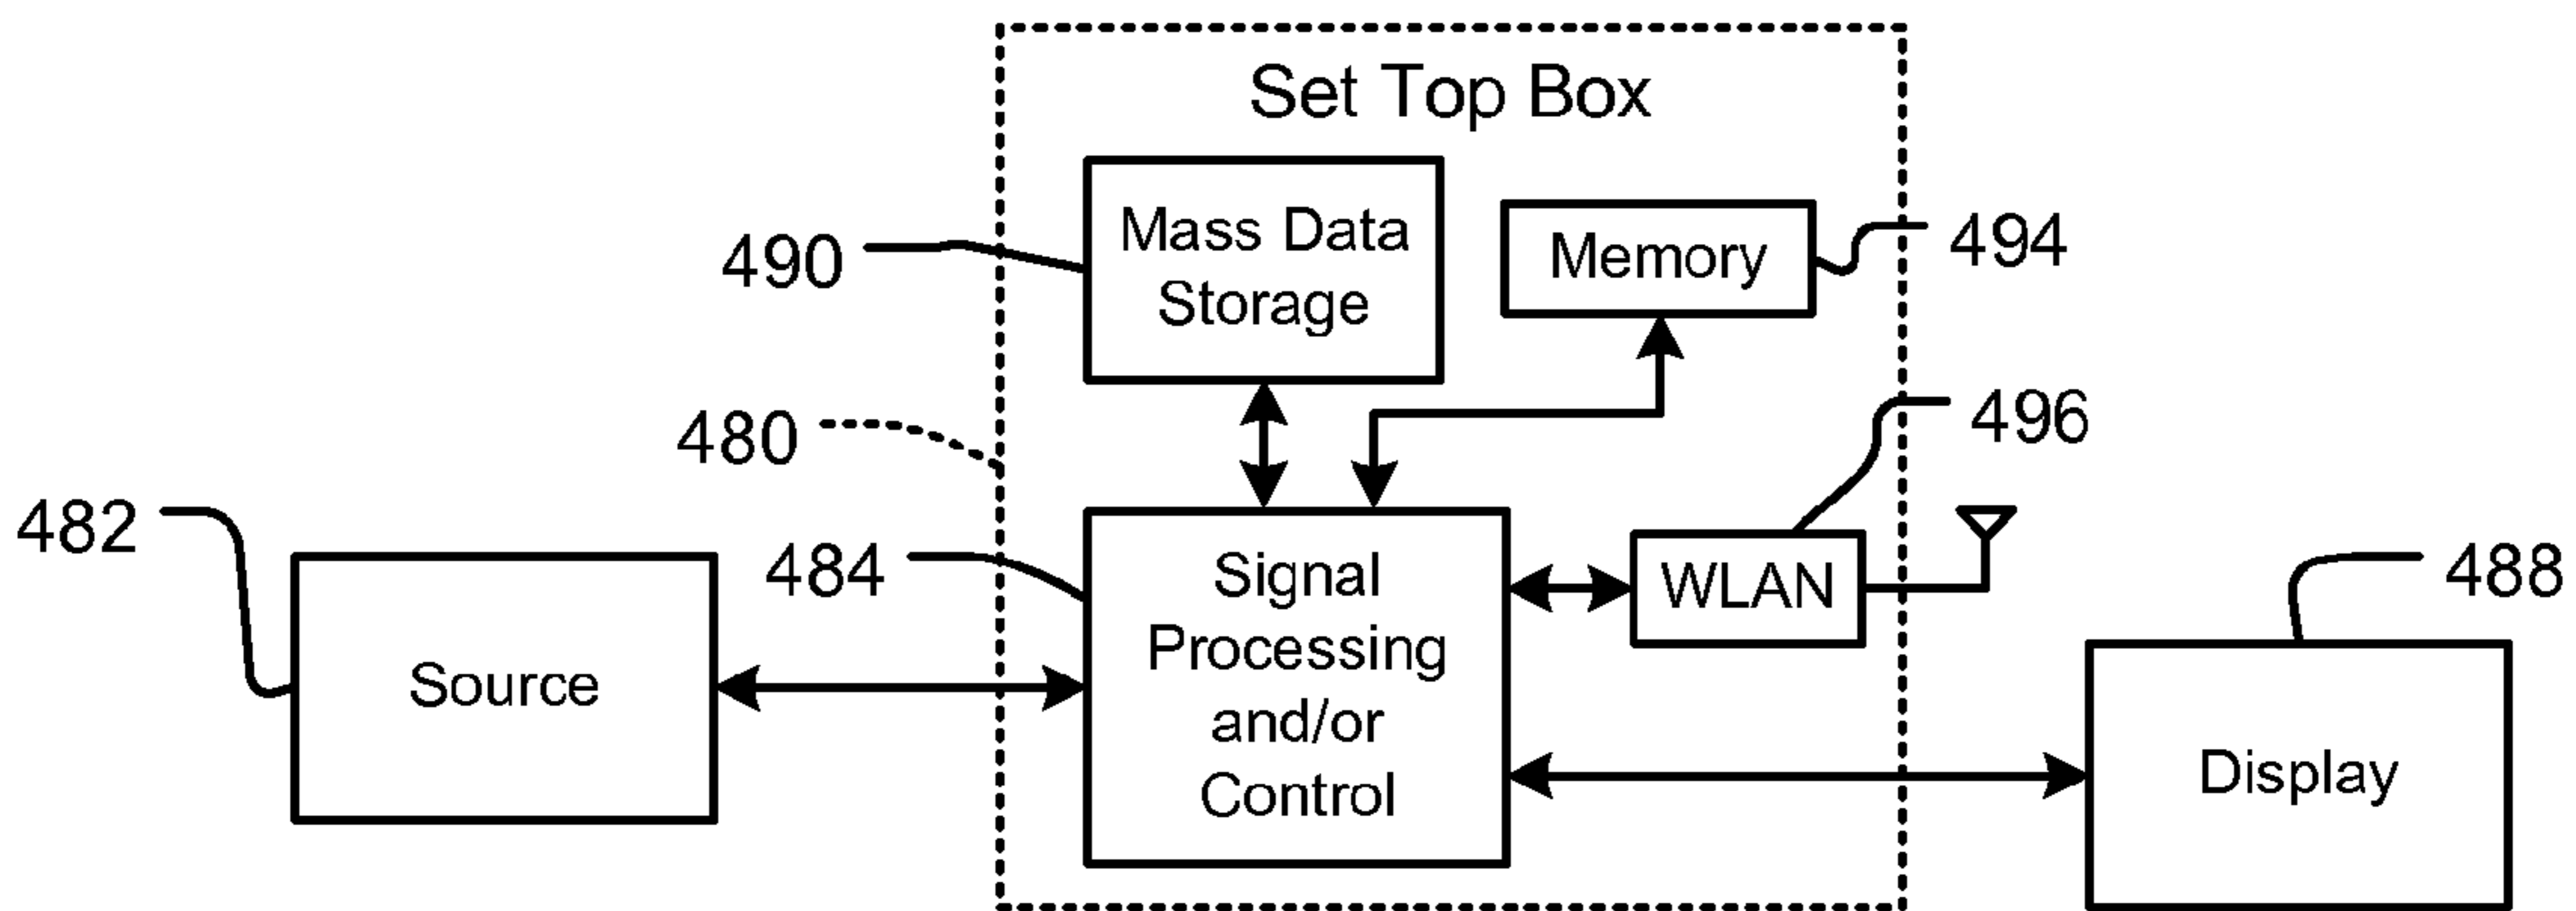 Set Top Box
490
Mass Data
Storage
Memory
494
480
496
482
484
Signal
Processing
and/or
Control
WLAN
488
Source
Display